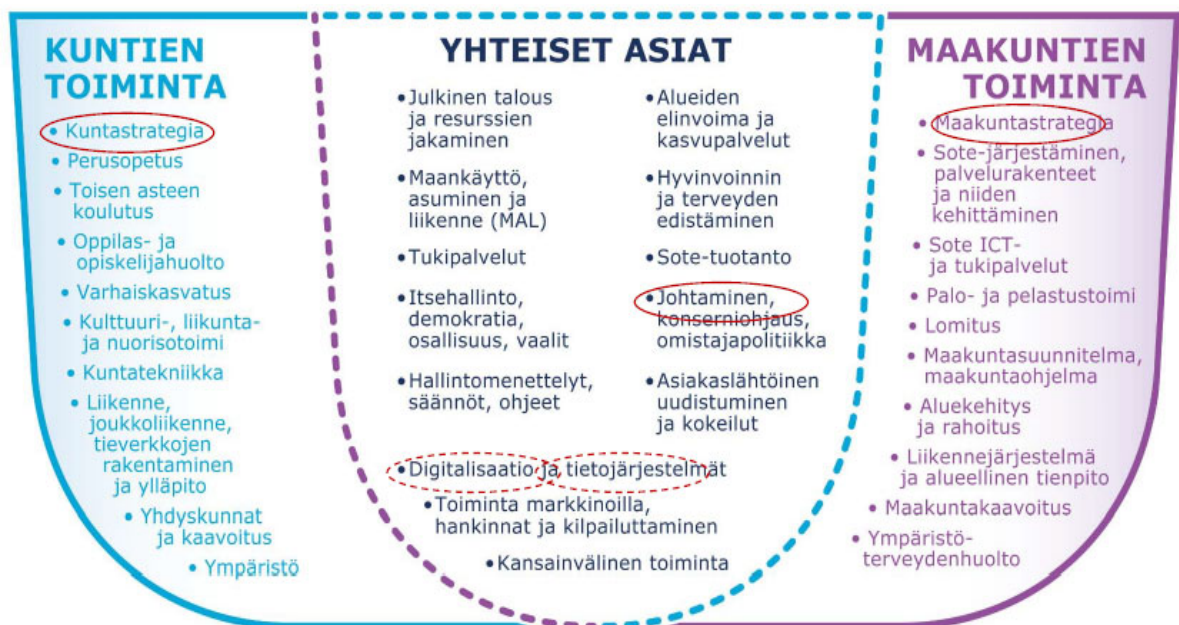 KUNTIEN
TOIMINTA
• Kuntastrategia
• Perusopetus
• Toisen asteen
koulutus
• Oppilas- ja
opiskelijahuolto
• Varhaiskasvatus
• Kulttuuri-, liikunta-
ja nuorisotoimi
• Kuntatekniikka
• Liikenne,
joukkoliikenne,
tieverkkojen
rakentaminen
ja ylläpito
• Yhdyskunnat
ja kaavoitus
• Ympäristö
YHTEISET ASIAT
• Julkinen talous
ja resurssien
jakaminen
• Maankäyttö,
asuminen ja
liikenne (MAL)
• Tukipalvelut
• Itsehallinto,
demokratia,
osallisuus, vaalit
• Hallintomenettelyt,
säännöt, ohjeet
• Alueiden
elinvoima ja
kasvupalvelut
• Hyvinvoinnin
ja terveyden
edistäminen
• Sote-tuotanto
• Johtaminen,
konserniohjaus,
omistajapolitiikka
• Asiakaslähtöinen
uudistuminen
ja kokeilut
• Digitalisaatio ja tietojärjestelmät
• Toiminta markkinoilla,
hankinnat ja kilpailuttaminen
• Kansainvälinen toiminta
MAAKUNTIEN
TOIMINTA
• Maakuntastrategia
• Sote-järjestäminen,
palvelurakenteet
ja niiden
kehittäminen
• Sote ICT-
ja tukipalvelut
• Palo- ja pelastustoimi
• Lomitus
• Maakuntasuunnitelma,
maakuntaohjelma
• Aluekehitys
ja rahoitus
• Liikennejärjestelmä
ja alueellinen tienpito
• Maakuntakaavoitus
• Ympäristö-
terveydenhuolto